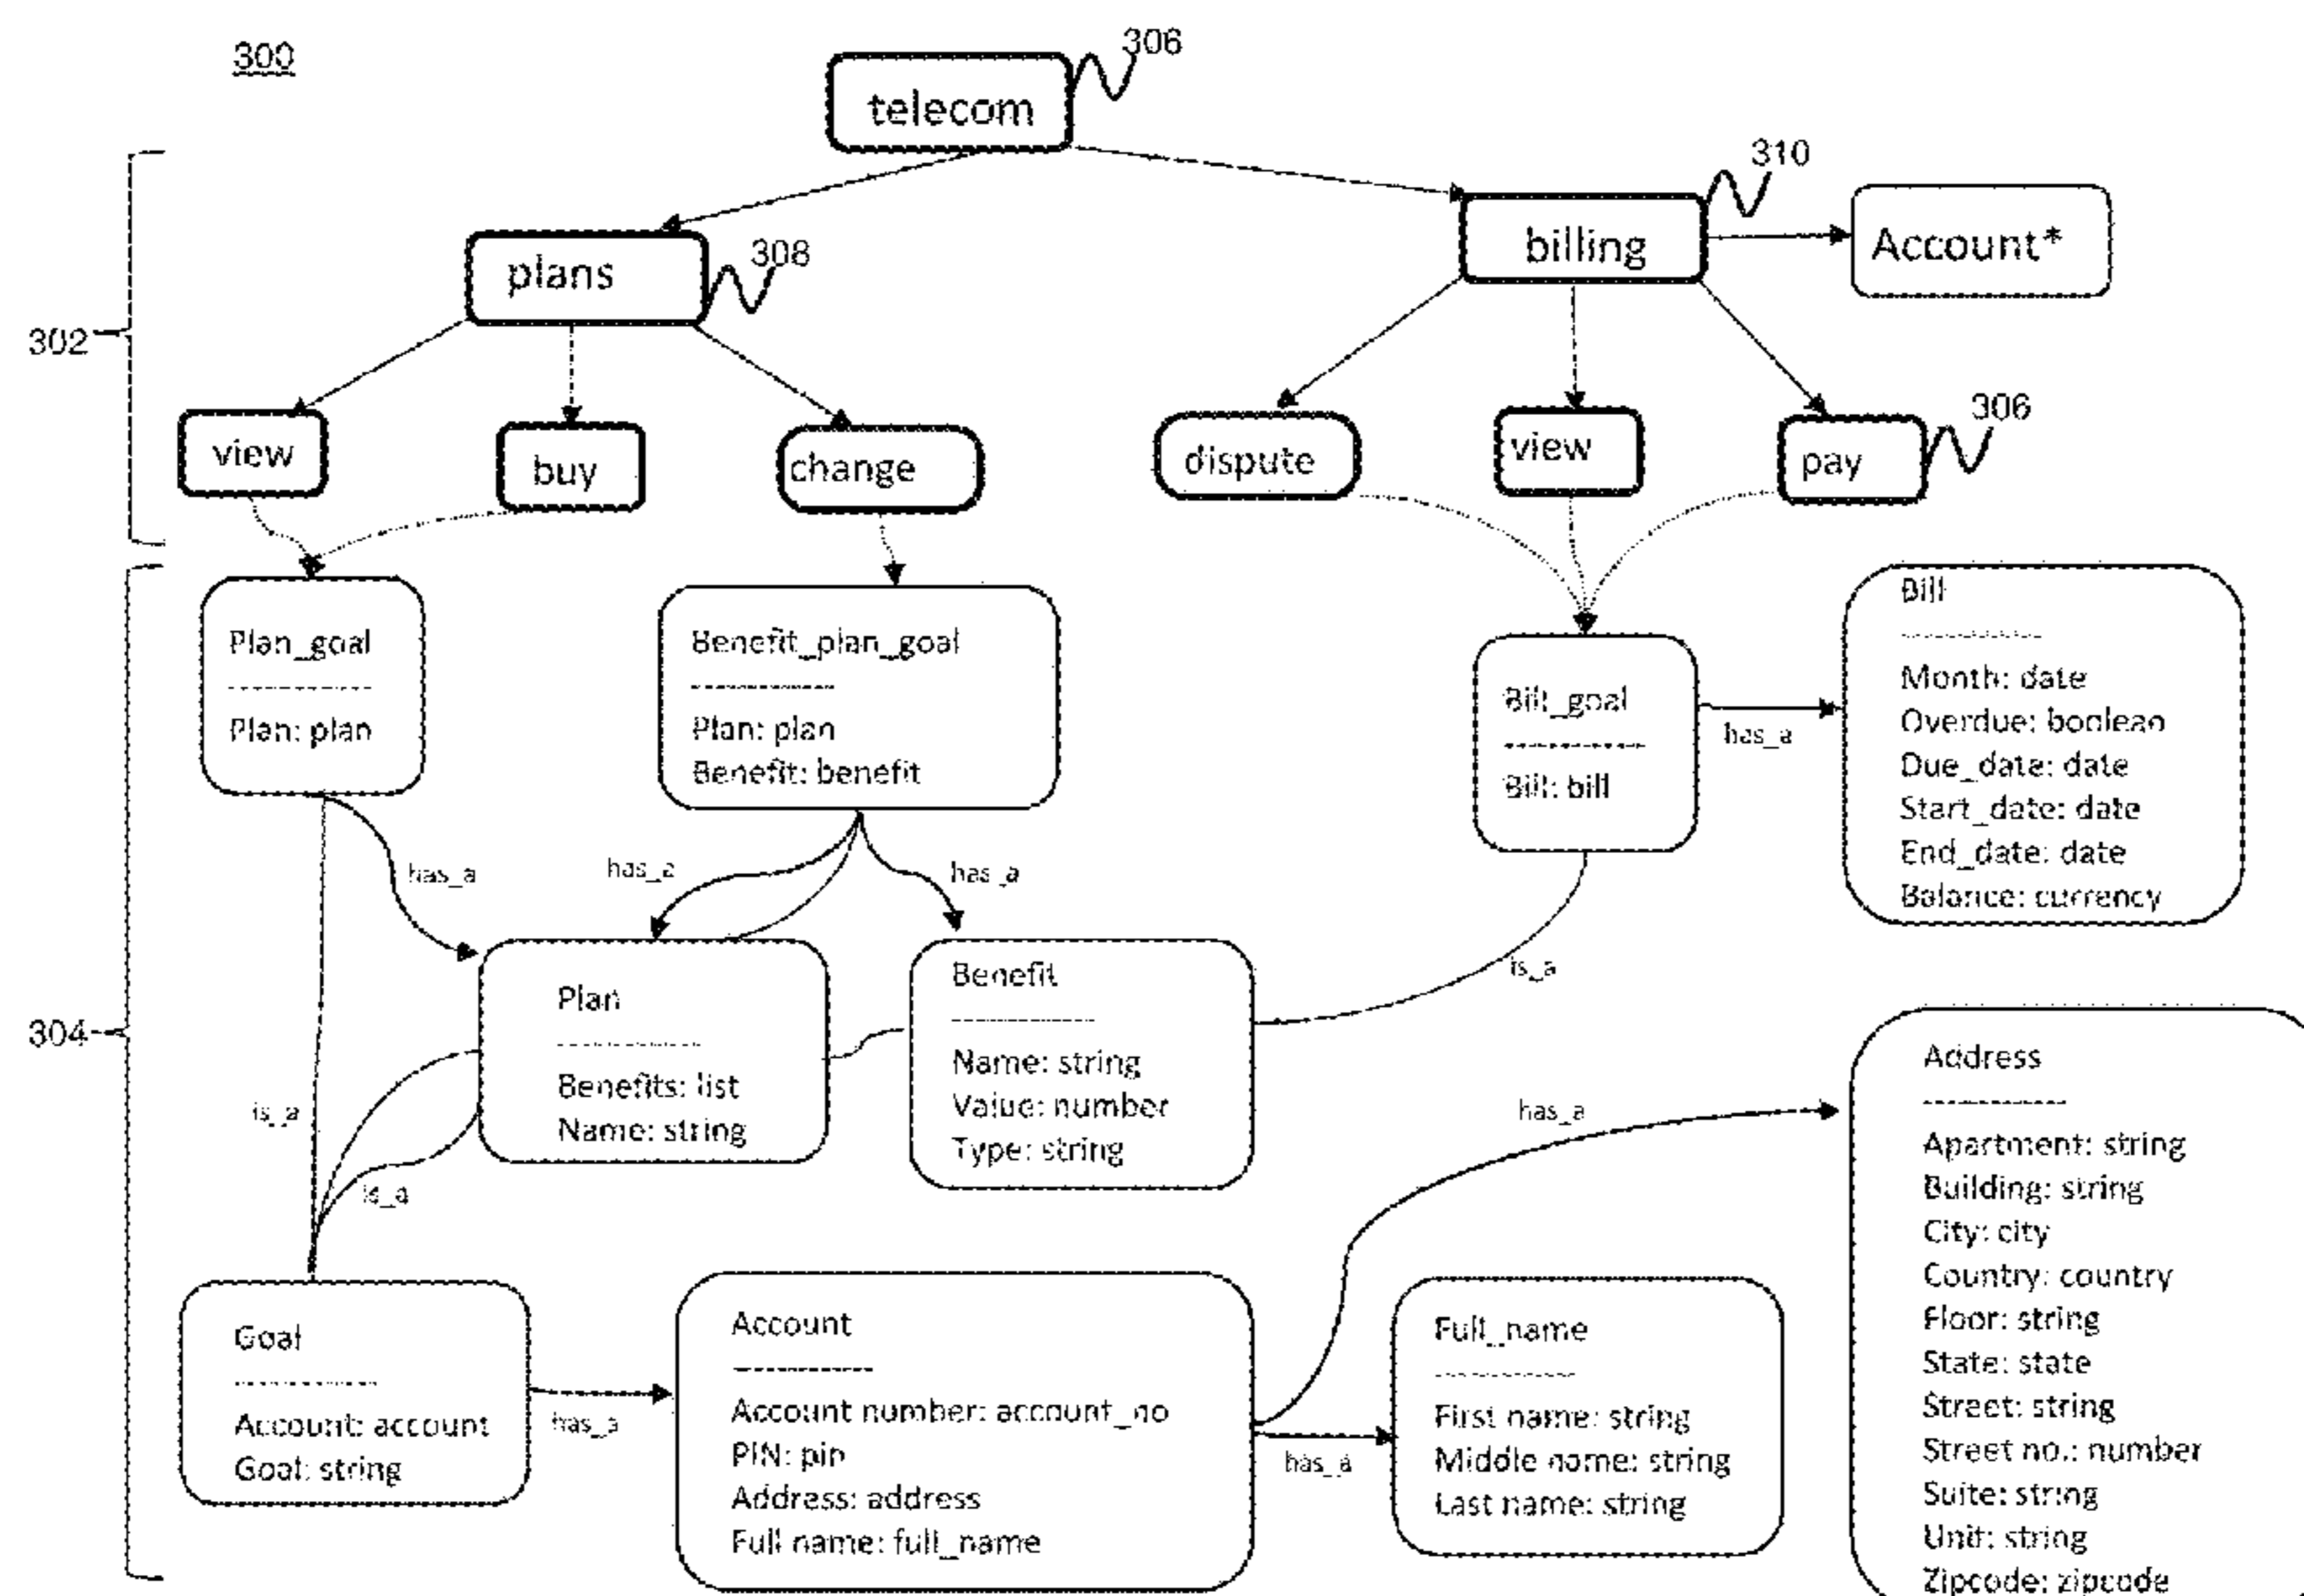 300
306
telecom
310
billing
Account*
plans
308
302
view
buy
change
dispute
view
pay
306
Plan_goal
Plan: plan
Benefit_plan_goal
Plan: plan
Benefit: benefit
Bill_goal
Bill: bill
has_a
Bill
Month: date
Overdue: boolean
Due_date: date
Start_date: date
End_date: date
Balance: currency
has_a
has_a
has_a
is_a
304
Plan
Benefits: list
Name: string
Benefit
Name: string
Value: number
Type: string
is_a
is_a
has_a
Address
Apartment: string
Building: string
City: city
Country: country
Floor: string
State: state
Street: string
Street no.: number
Suite: string
Unit: string
Zipcode: zipcode
Goal
Account: account
Goal: string
has_a
Account
Account number: account_no
PIN: pin
Address: address
Full name: full_name
has_a
Full_name
First name: string
Middle name: string
Last name: string